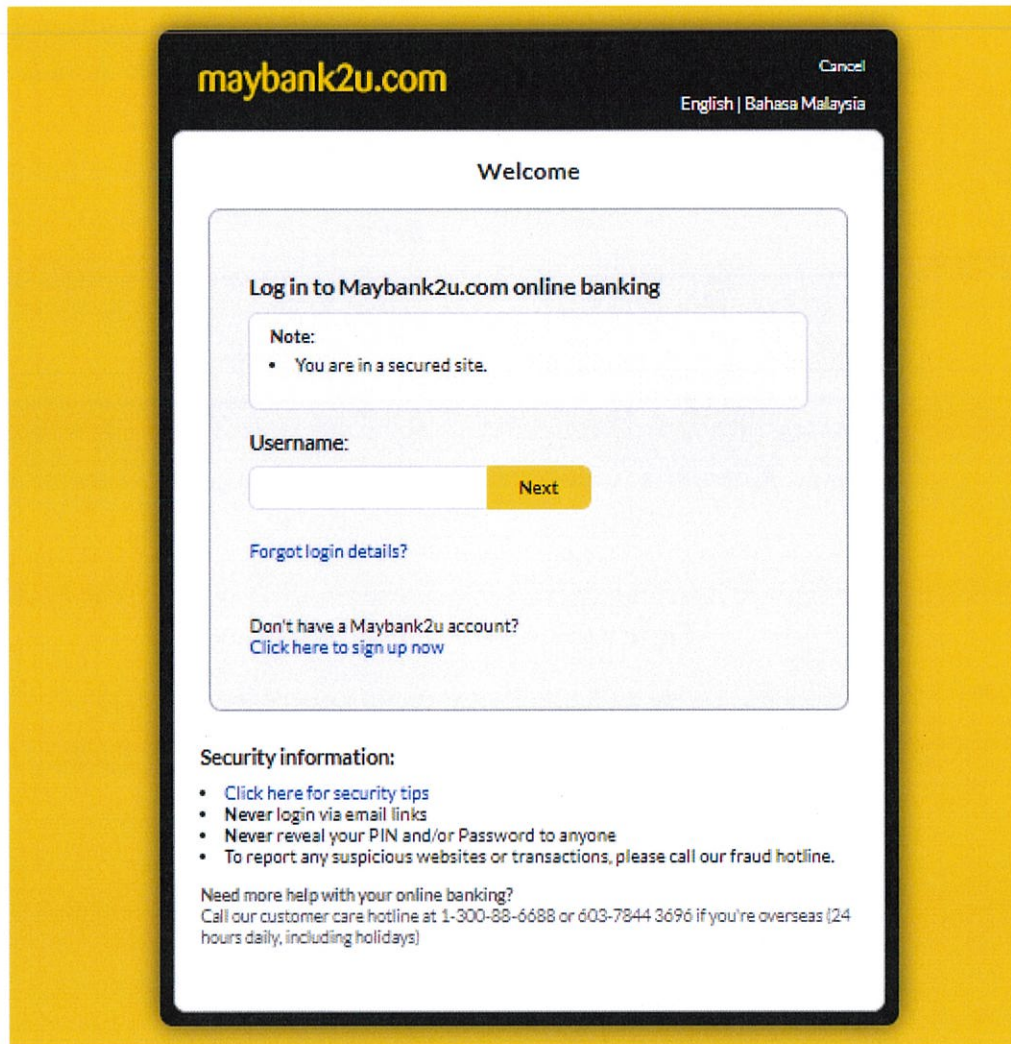 maybank2u.com
Cancel
English | Bahasa Malaysia
Welcome
Log in to Maybank2u.com online banking
Note:
• You are in a secured site.
Username:
Next
Forgot login details?
Don't have a Maybank2u account?
Click here to sign up now
Security information:
• Click here for security tips
• Never login via email links
• Never reveal your PIN and/or Password to anyone
• To report any suspicious websites or transactions, please call our fraud hotline.
Need more help with your online banking?
Call our customer care hotline at 1-300-88-6688 or 603-7844 3696 if you're overseas (24
hours daily, including holidays)